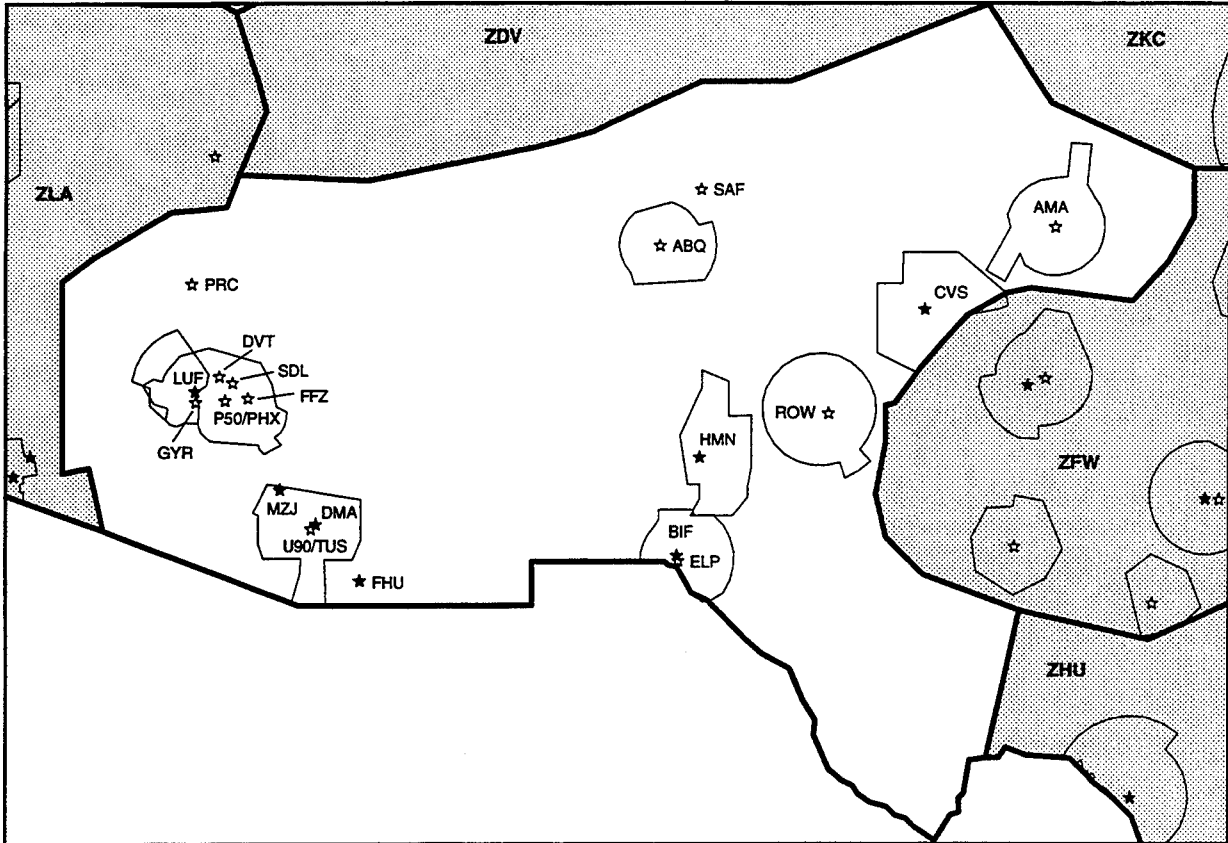 ZDV
ZKC
ZLA
SAF
AMA
ABQ
PRC
CVS
DVT
LUF
SDL
FFZ
P50/PHX
ROW
GYR
HMN
ZFW
MZJ
DMA
U90/TUS
BIF
ELP
FHU
ZHU